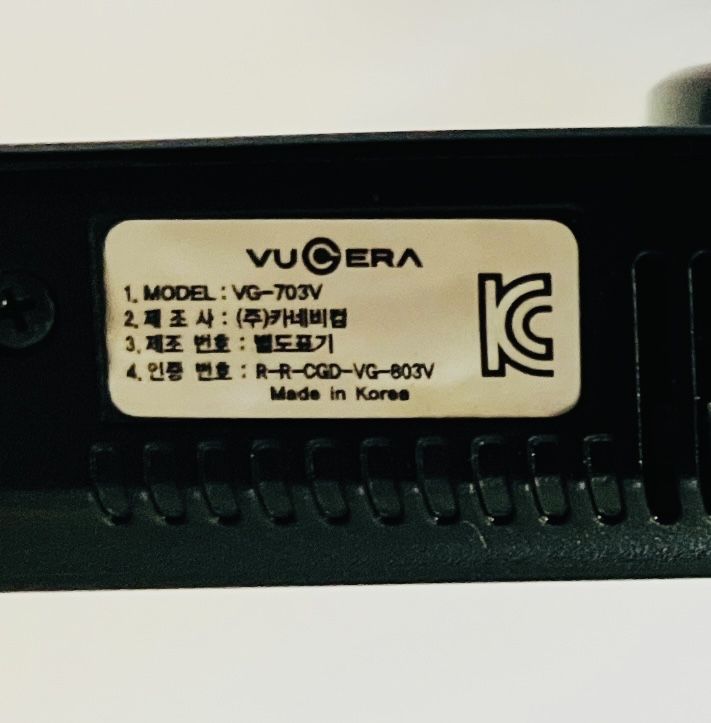 VUGERA
1. MODEL : VG-703V
2. 제 조 사 : (주)카네비컴
3. 제조 번호 : 별도표기
4. 인증 번호 : R-R-CGD-VG-803V
Made in Korea